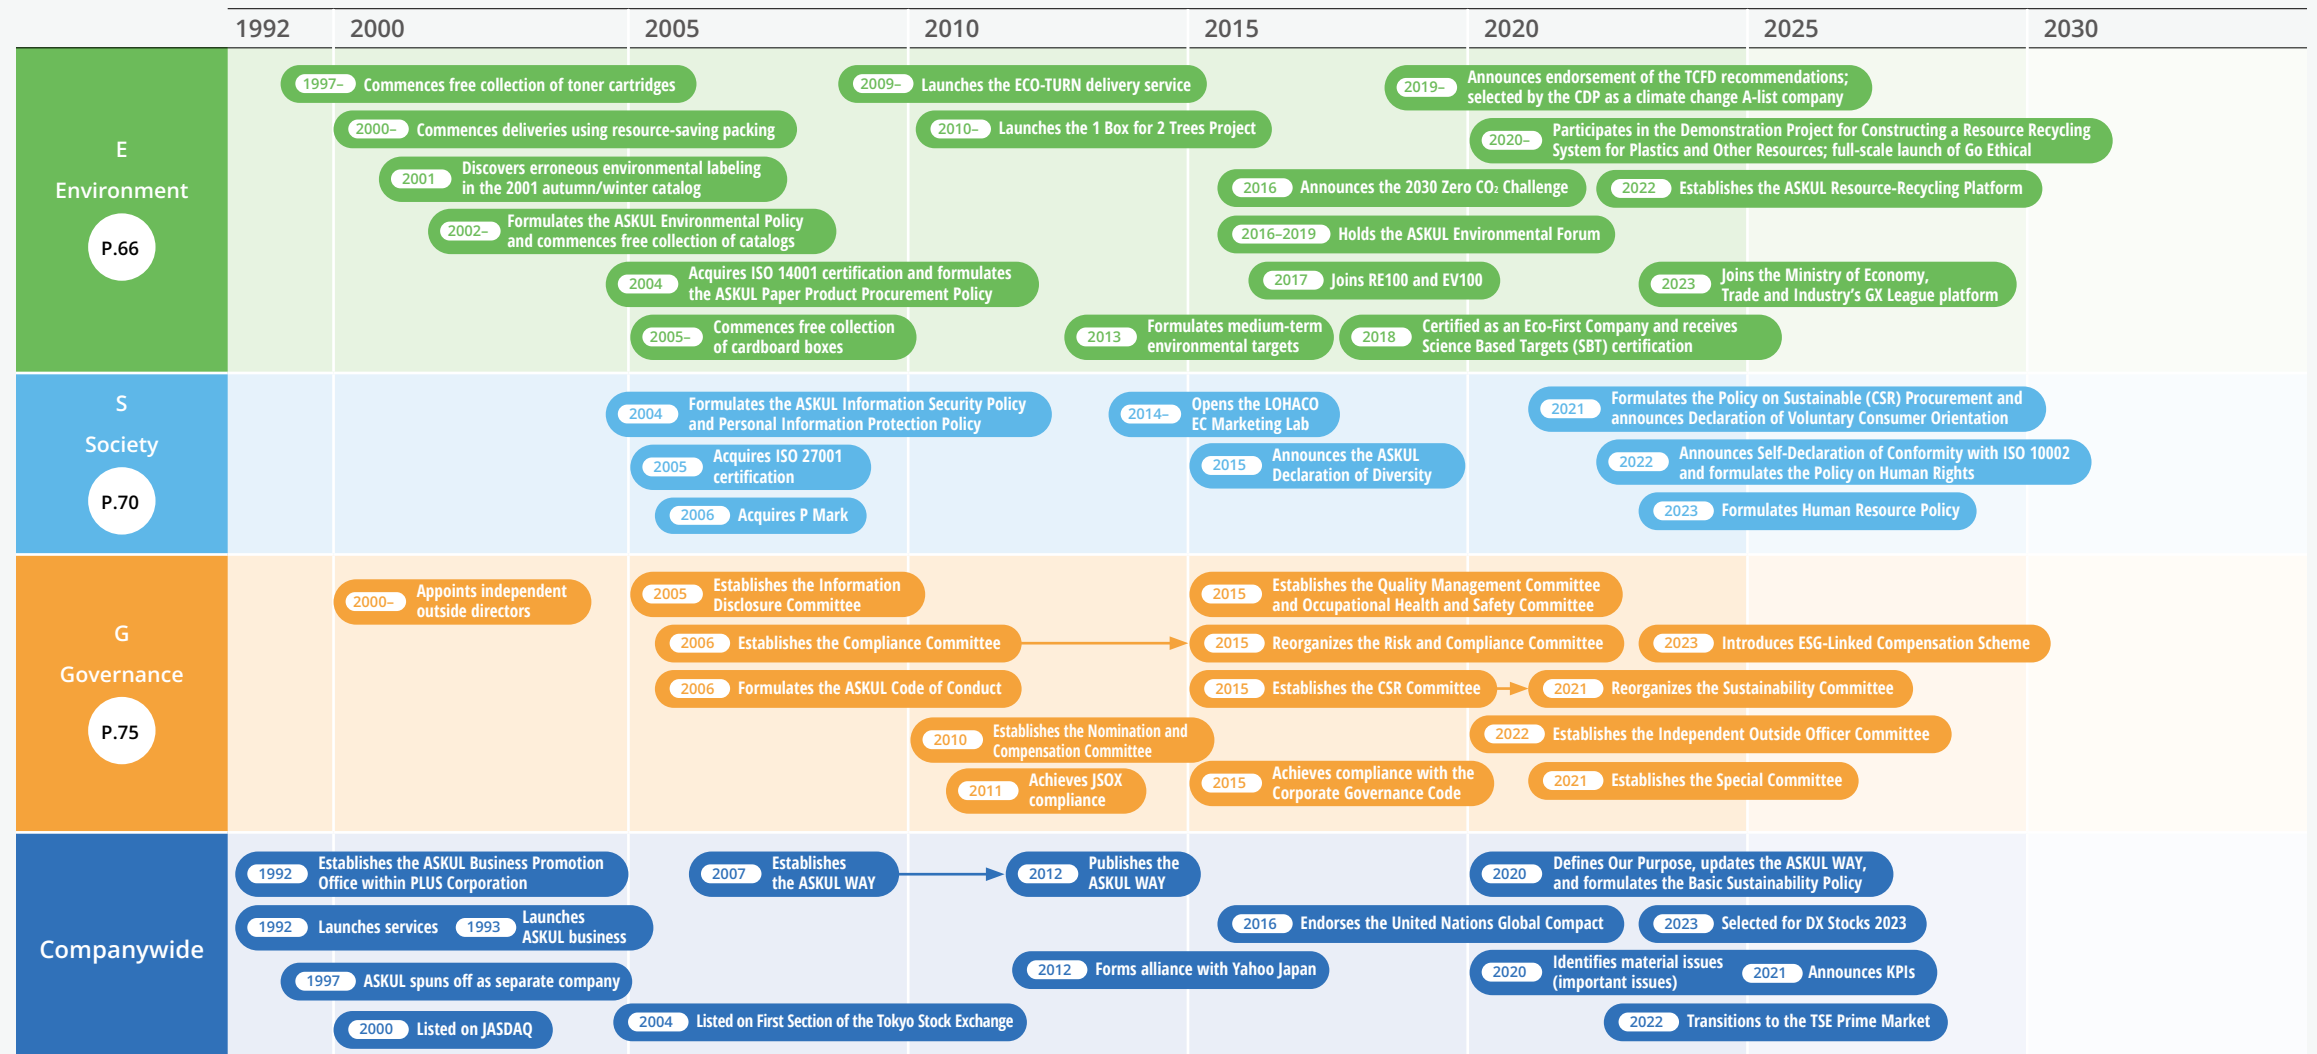 1992 2000 2005 2010 2015 2020 2025 2030
E
Environment
P.66
1997– Commences free collection of toner cartridges
2009– Launches the ECO-TURN delivery service
2019– Announces endorsement of the TCFD recommendations;
selected by the CDP as a climate change A-list company
2000– Commences deliveries using resource-saving packing
2010– Launches the 1 Box for 2 Trees Project
2020– Participates in the Demonstration Project for Constructing a Resource Recycling
System for Plastics and Other Resources; full-scale launch of Go Ethical
2001 Discovers erroneous environmental labeling
in the 2001 autumn/winter catalog
2016 Announces the 2030 Zero CO₂ Challenge
2022 Establishes the ASKUL Resource-Recycling Platform
2002– Formulates the ASKUL Environmental Policy
and commences free collection of catalogs
2016–2019 Holds the ASKUL Environmental Forum
2004 Acquires ISO 14001 certification and formulates
the ASKUL Paper Product Procurement Policy
2017 Joins RE100 and EV100
2023 Joins the Ministry of Economy,
Trade and Industry’s GX League platform
2005– Commences free collection
of cardboard boxes
2013 Formulates medium-term
environmental targets
2018 Certified as an Eco-First Company and receives
Science Based Targets (SBT) certification
S
Society
P.70
2004 Formulates the ASKUL Information Security Policy
and Personal Information Protection Policy
2014– Opens the LOHACO
EC Marketing Lab
2021 Formulates the Policy on Sustainable (CSR) Procurement and
announces Declaration of Voluntary Consumer Orientation
2005 Acquires ISO 27001
certification
2015 Announces the ASKUL
Declaration of Diversity
2022 Announces Self-Declaration of Conformity with ISO 10002
and formulates the Policy on Human Rights
2006 Acquires P Mark
2023 Formulates Human Resource Policy
G
Governance
P.75
2000– Appoints independent
outside directors
2005 Establishes the Information
Disclosure Committee
2015 Establishes the Quality Management Committee
and Occupational Health and Safety Committee
2006 Establishes the Compliance Committee
2015 Reorganizes the Risk and Compliance Committee
2023 Introduces ESG-Linked Compensation Scheme
2006 Formulates the ASKUL Code of Conduct
2015 Establishes the CSR Committee
2021 Reorganizes the Sustainability Committee
2010 Establishes the Nomination and
Compensation Committee
2022 Establishes the Independent Outside Officer Committee
2011 Achieves JSOX
compliance
2015 Achieves compliance with the
Corporate Governance Code
2021 Establishes the Special Committee
Companywide
1992 Establishes the ASKUL Business Promotion
Office within PLUS Corporation
2007 Establishes
the ASKUL WAY
2012 Publishes the
ASKUL WAY
2020 Defines Our Purpose, updates the ASKUL WAY,
and formulates the Basic Sustainability Policy
1992 Launches services
1993 Launches
ASKUL business
2016 Endorses the United Nations Global Compact
2023 Selected for DX Stocks 2023
1997 ASKUL spuns off as separate company
2012 Forms alliance with Yahoo Japan
2020 Identifies material issues
(important issues)
2021 Announces KPIs
2000 Listed on JASDAQ
2004 Listed on First Section of the Tokyo Stock Exchange
2022 Transitions to the TSE Prime Market